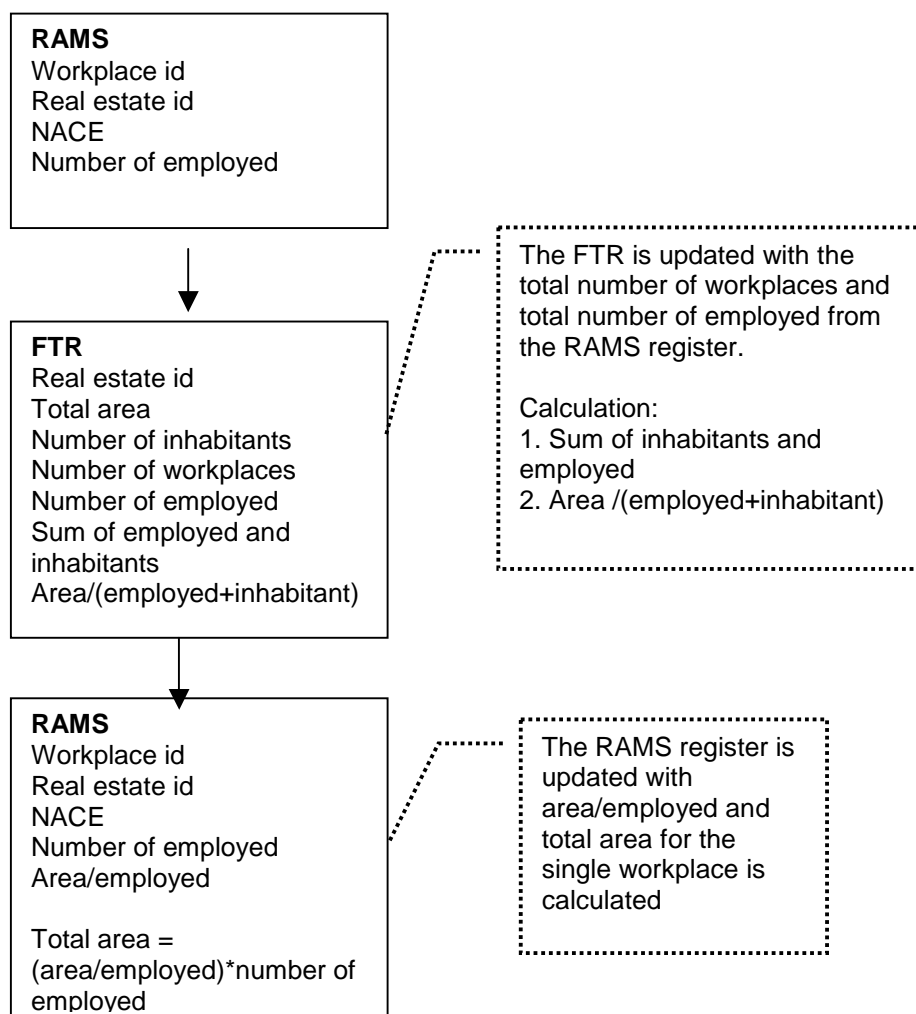 RAMS
Workplace id
Real estate id
NACE
Number of employed
The FTR is updated with the
total number of workplaces and
total number of employed from
the RAMS register.
Calculation:
1. Sum of inhabitants and
employed
2. Area /(employed+inhabitant)
FTR
Real estate id
Total area
Number of inhabitants
Number of workplaces
Number of employed
Sum of employed and
inhabitants
Area/(employed+inhabitant)
RAMS
Workplace id
Real estate id
NACE
Number of employed
Area/employed
Total area =
(area/employed)*number of
employed
The RAMS register is
updated with
area/employed and
total area for the
single workplace is
calculated